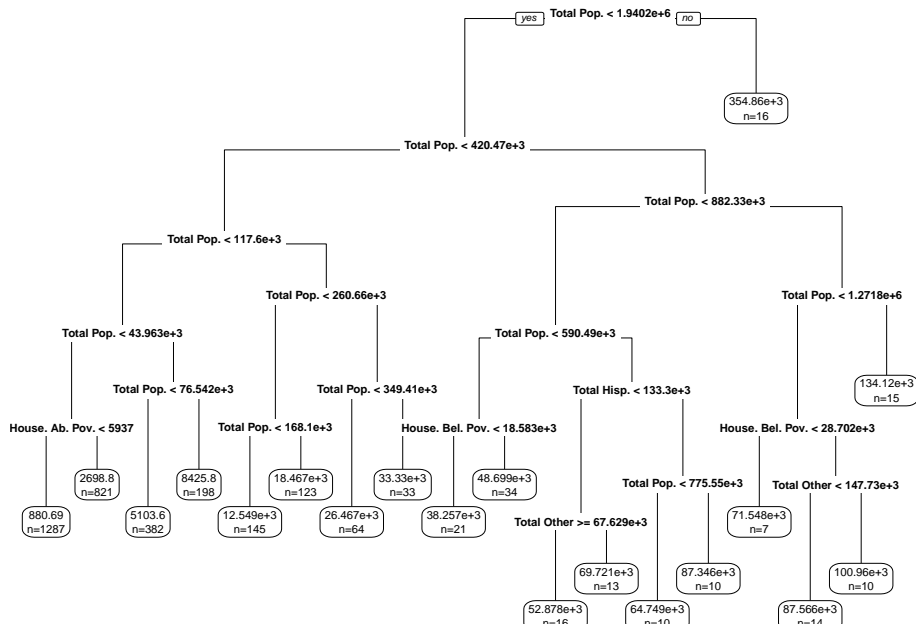 Total Pop. < 1.9402e+6
yes
no
354.86e+3
n=16
Total Pop. < 420.47e+3
Total Pop. < 882.33e+3
Total Pop. < 117.6e+3
Total Pop. < 260.66e+3
Total Pop. < 1.2718e+6
Total Pop. < 43.963e+3
Total Pop. < 590.49e+3
Total Pop. < 76.542e+3
Total Pop. < 349.41e+3
Total Hisp. < 133.3e+3
134.12e+3
n=15
House. Ab. Pov. < 5937
Total Pop. < 168.1e+3
House. Bel. Pov. < 18.583e+3
House. Bel. Pov. < 28.702e+3
2698.8
n=821
8425.8
n=198
18.467e+3
n=123
33.33e+3
n=33
48.699e+3
n=34
Total Pop. < 775.55e+3
Total Other < 147.73e+3
880.69
n=1287
5103.6
n=382
12.549e+3
n=145
26.467e+3
n=64
38.257e+3
n=21
Total Other >= 67.629e+3
71.548e+3
n=7
69.721e+3
n=13
87.346e+3
n=10
100.96e+3
n=10
52.878e+3
n=16
64.749e+3
n=10
87.566e+3
n=14